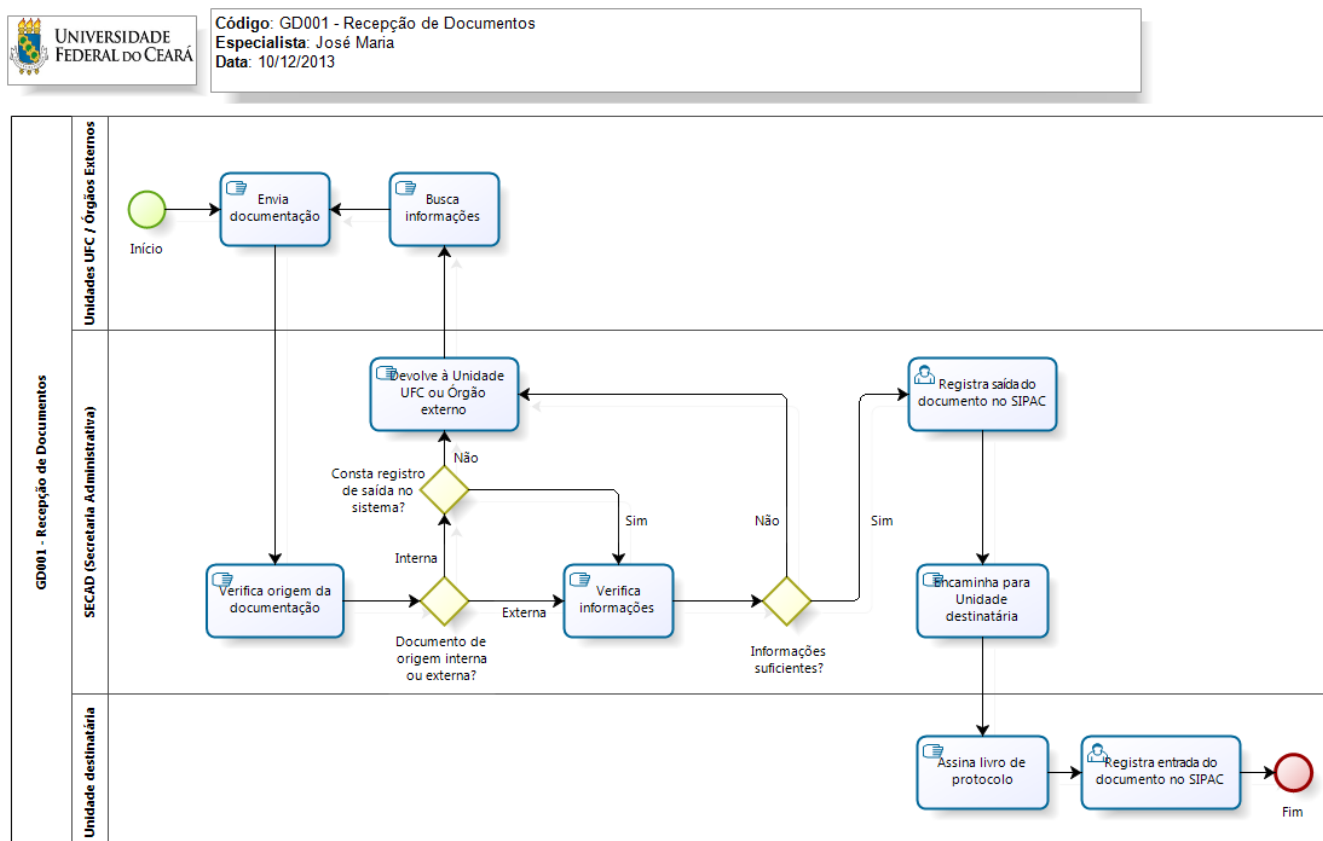 UNIVERSIDADE
FEDERAL DO CEARÁ
Código: GD001 - Recepção de Documentos
Especialista: José Maria
Data: 10/12/2013
GD001 - Recepção de Documentos
Unidades UFC / Órgãos Externos
Início
Envia
documentação
Busca
informações
SECAD (Secretaria Administrativa)
Devolve à Unidade
UFC ou Órgão
externo
Registra saída do
documento no SIPAC
Não
Consta registro
de saída no
sistema?
Sim
Não
Sim
Interna
Verifica origem da
documentação
Externa
Documento de
origem interna
ou externa?
Verifica
informações
Informações
suficientes?
Encaminha para
Unidade
destinatária
Unidade destinatária
Assina livro de
protocolo
Registra entrada do
documento no SIPAC
Fim